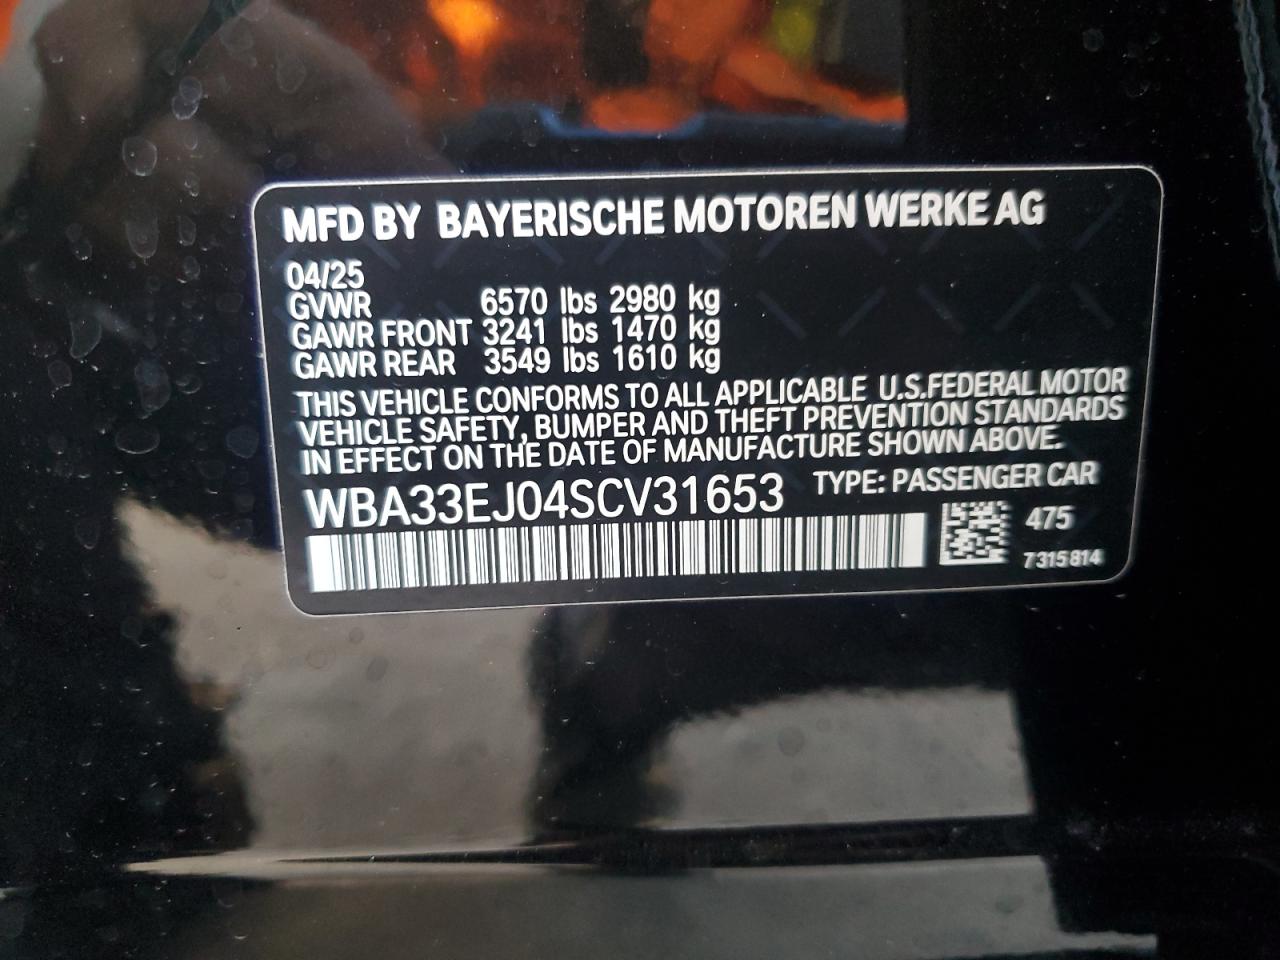 MFD BY BAYERISCHE MOTOREN WERKE AG
04/25
GVWR 6570 lbs 2980 kg
GAWR FRONT 3241 lbs 1470 kg
GAWR REAR 3549 lbs 1610 kg
THIS VEHICLE CONFORMS TO ALL APPLICABLE U.S.FEDERAL MOTOR
VEHICLE SAFETY, BUMPER AND THEFT PREVENTION STANDARDS
IN EFFECT ON THE DATE OF MANUFACTURE SHOWN ABOVE.
WBA33EJ04SCV31653 TYPE: PASSENGER CAR
475
7315814